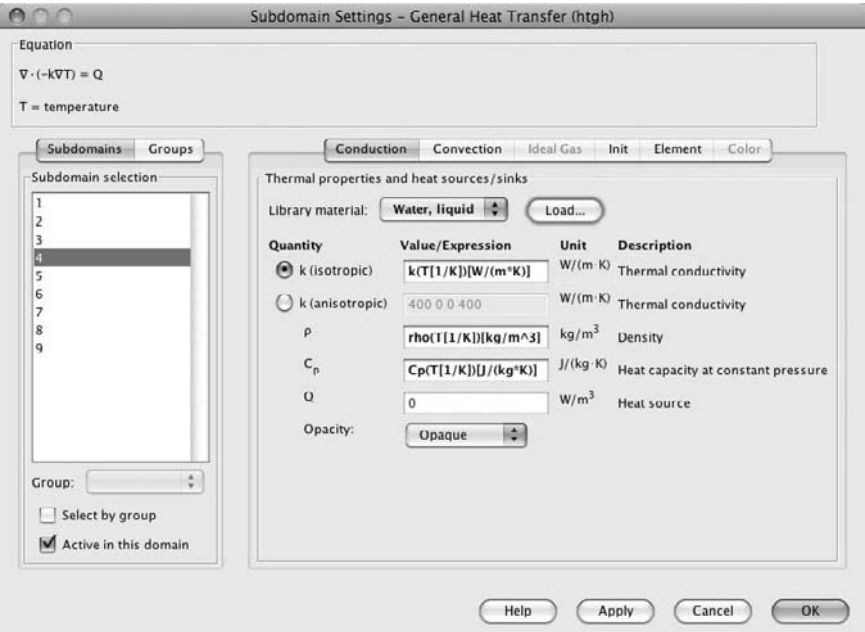 Subdomain Settings – General Heat Transfer (htgh)
Equation
∇·(-k∇T) = Q
T = temperature
Subdomains Groups
Subdomain selection
1
2
3
4
5
6
7
8
9
Group:
Select by group
Active in this domain
Conduction Convection Ideal Gas Init Element Color
Thermal properties and heat sources/sinks
Library material: Water, liquid Load...
Quantity Value/Expression Unit Description
k (isotropic) k(T[1/K])[W/(m*K)] W/(m·K) Thermal conductivity
k (anisotropic) 400 0 0 400 W/(m·K) Thermal conductivity
ρ rho(T[1/K])[kg/m^3] kg/m³ Density
Cp Cp(T[1/K])[J/(kg*K)] J/(kg·K) Heat capacity at constant pressure
Q 0 W/m³ Heat source
Opacity: Opaque
Help Apply Cancel OK